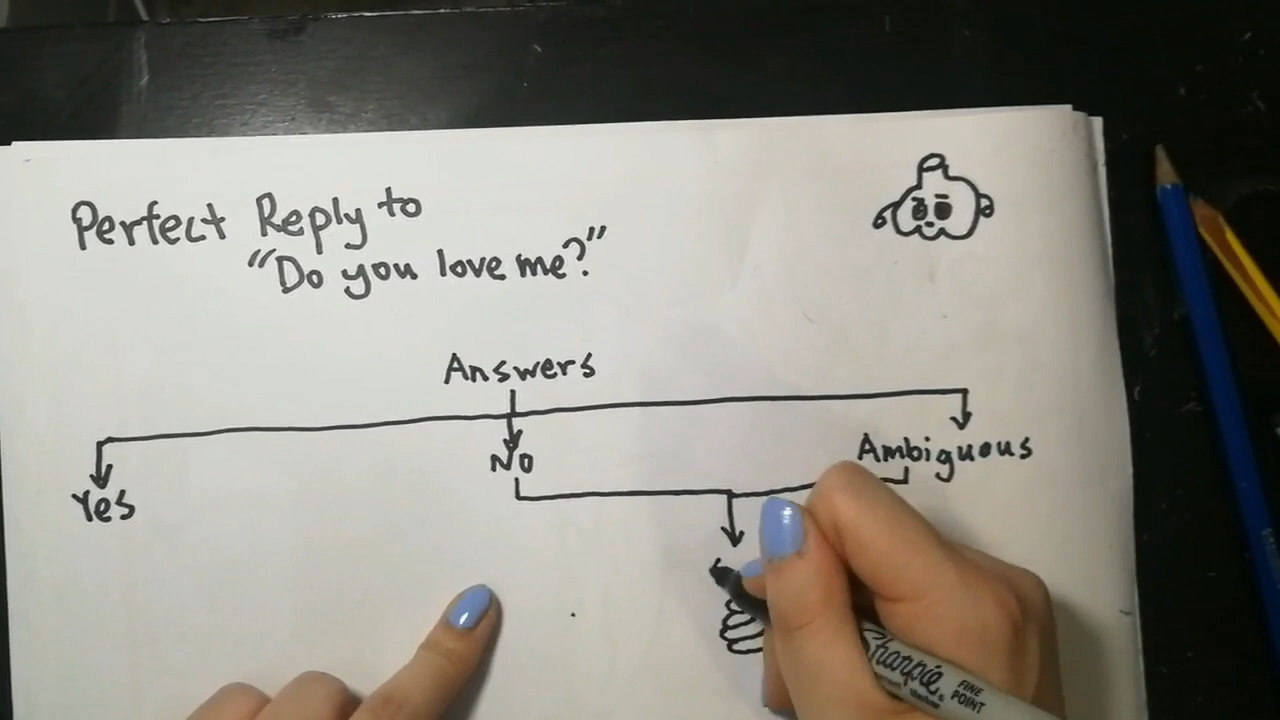 Perfect Reply to
"Do you love me?"
Answers
Yes
No
Ambiguous
Sharpie
FINE
POINT